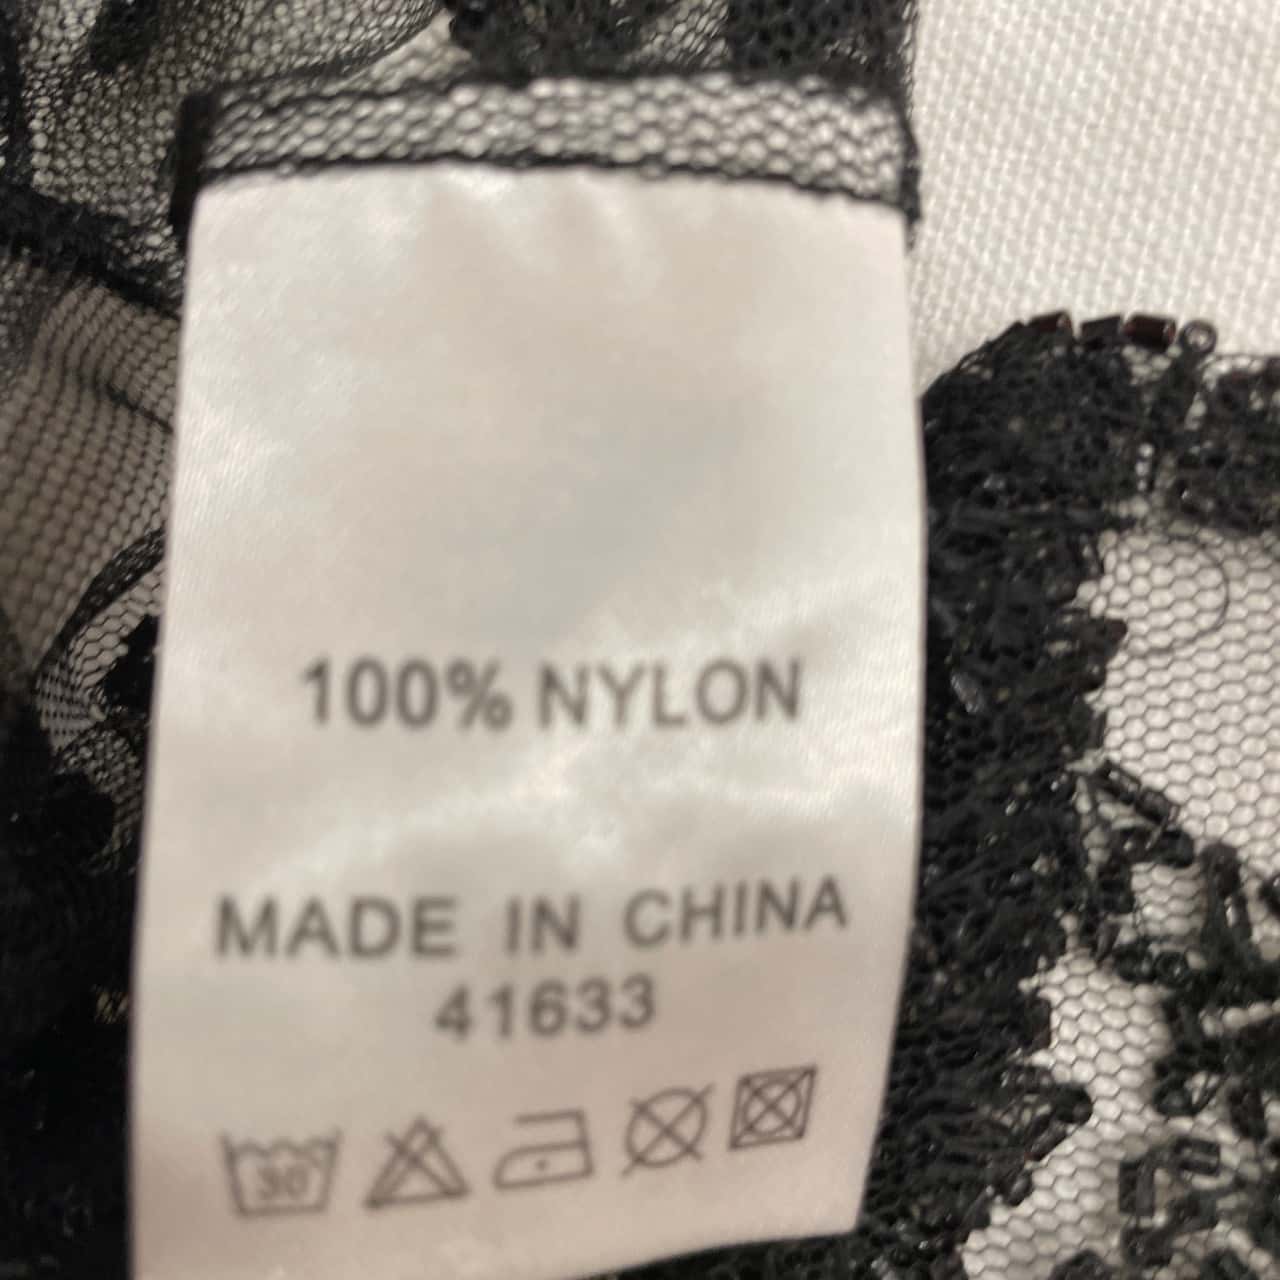 100% NYLON
MADE IN CHINA
41633
30°